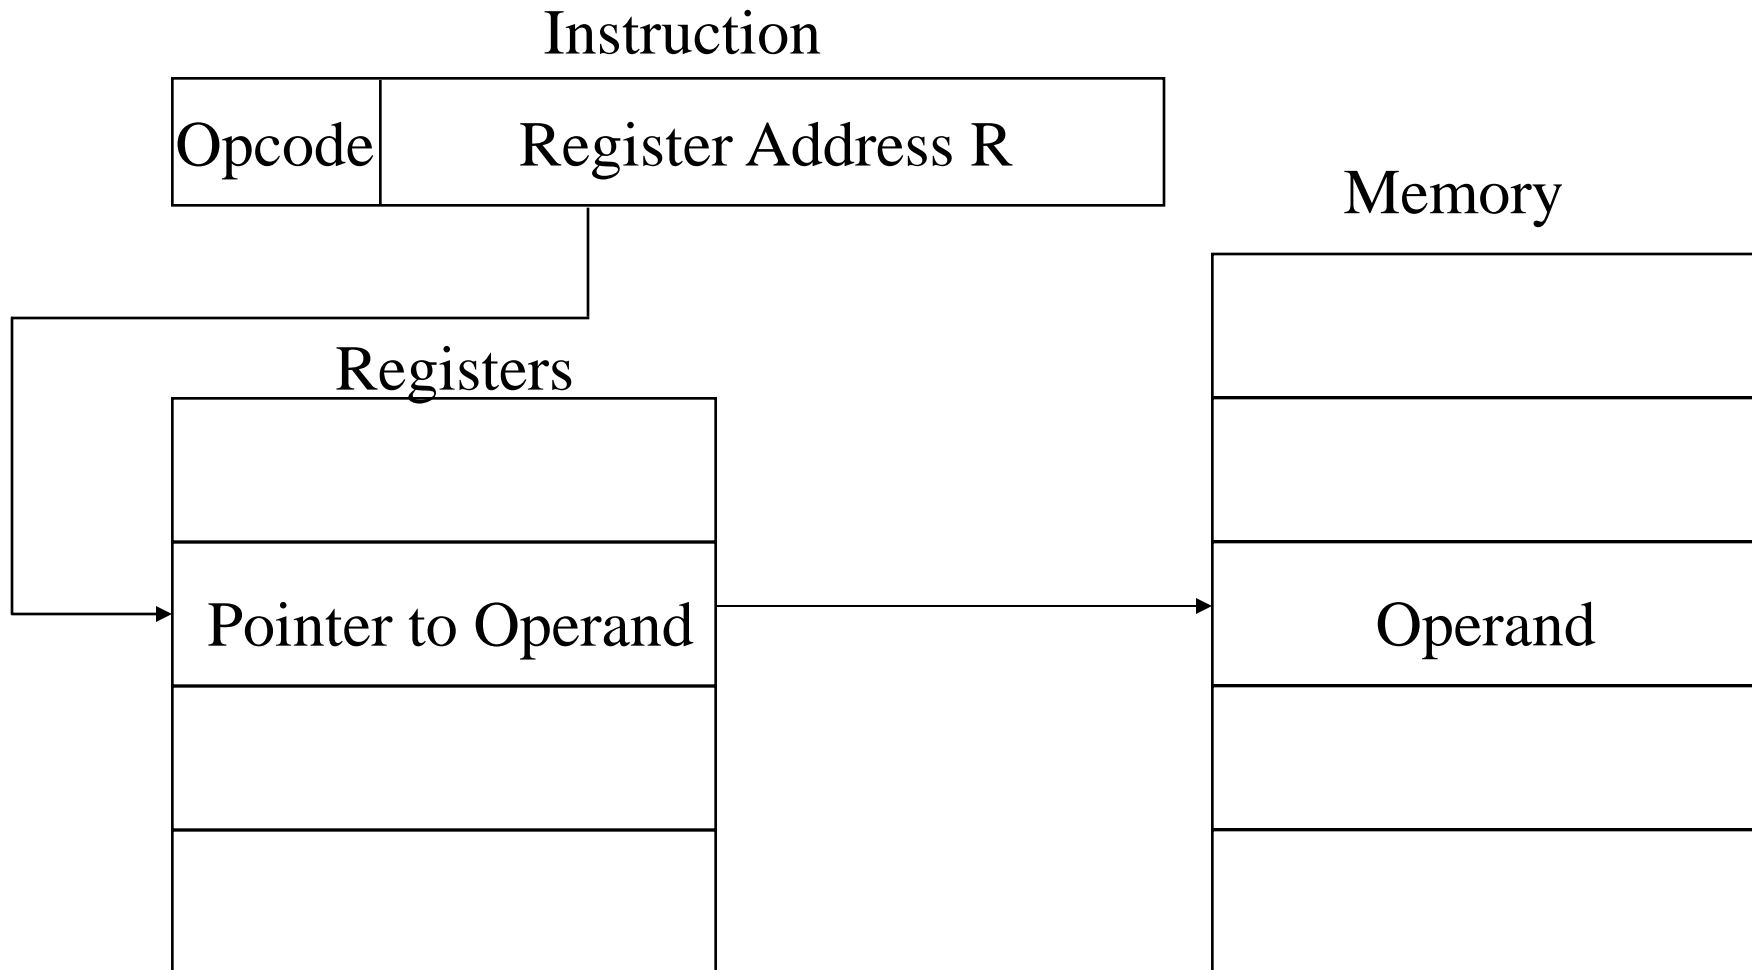 Instruction
Opcode
Register Address R
Memory
Registers
Pointer to Operand
Operand